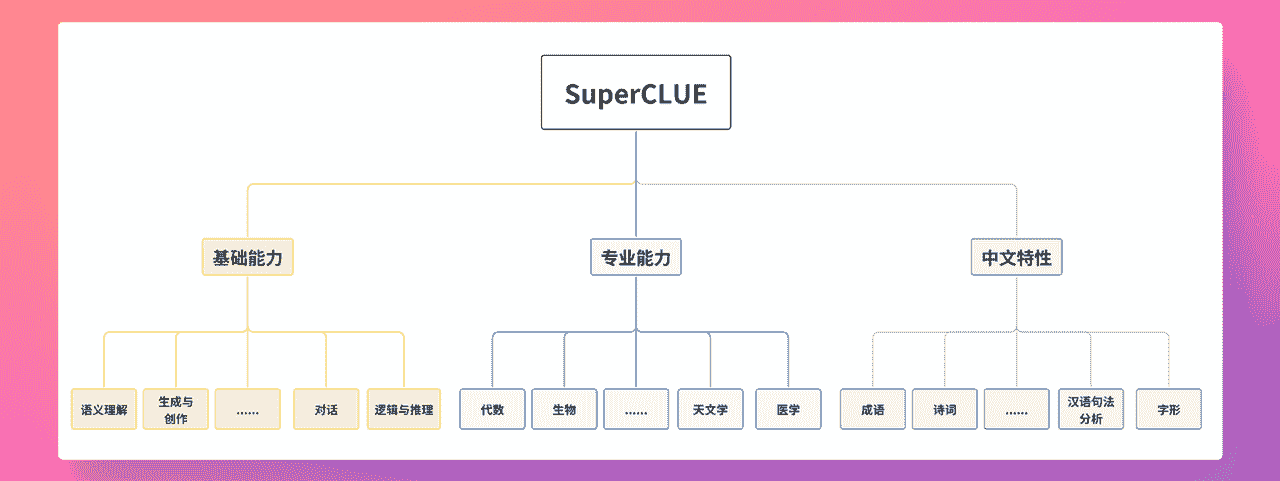 SuperCLUE
基础能力
专业能力
中文特性
语义理解
生成与
创作
......
对话
逻辑与推理
代数
生物
......
天文学
医学
成语
诗词
......
汉语句法
分析
字形